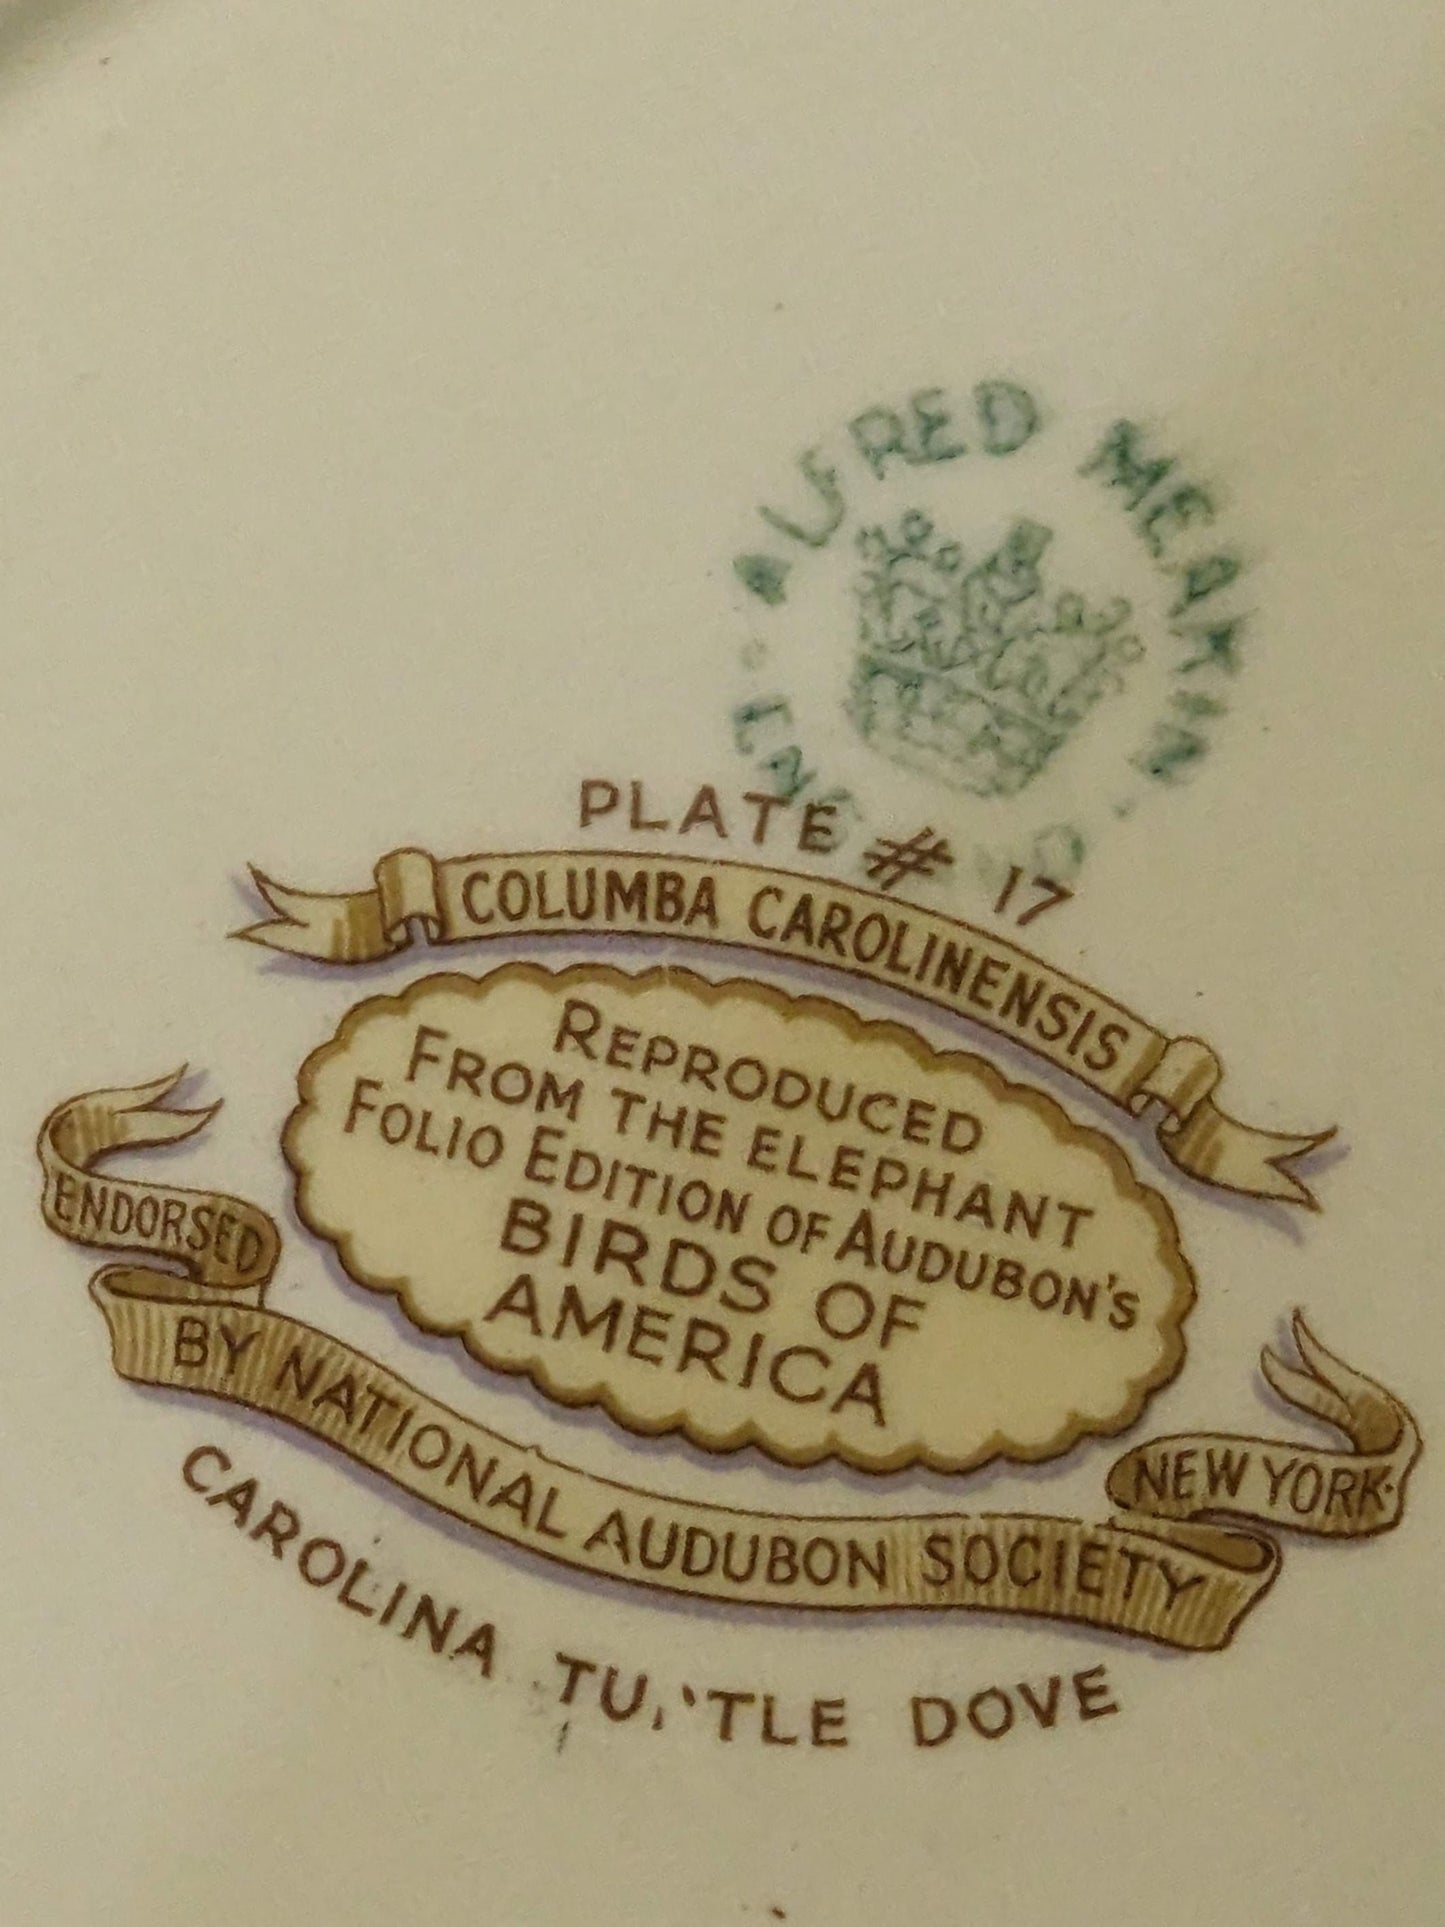 ALFRED MEAKIN
PLATE # 17
COLUMBA CAROLINENSIS
REPRODUCED
FROM THE ELEPHANT
FOLIO EDITION OF AUDUBON'S
BIRDS OF
AMERICA
ENDORSED
BY NATIONAL AUDUBON SOCIETY
NEW YORK.
CAROLINA TU,'TLE DOVE